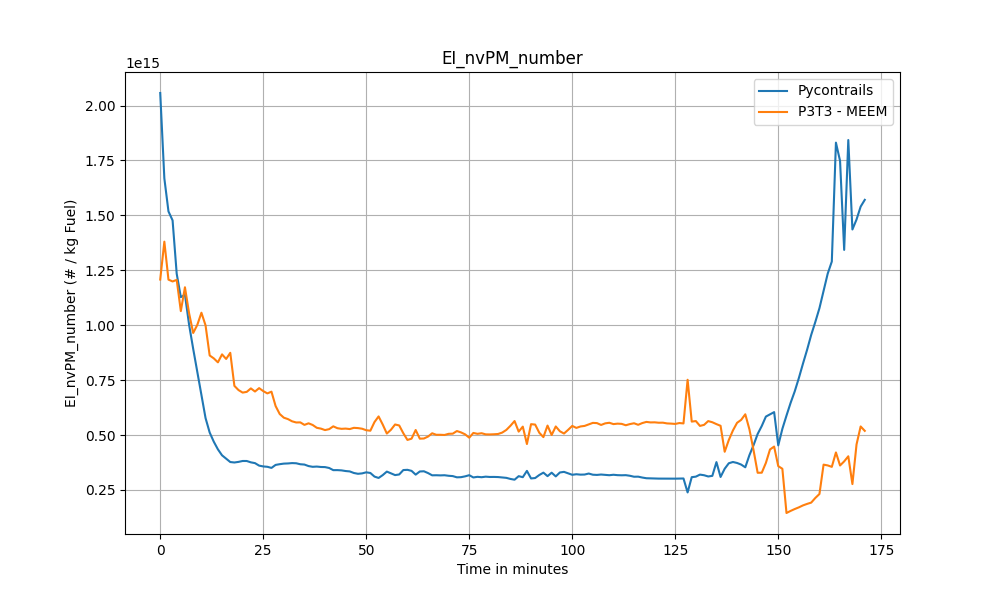 EI_nvPM_number
1e15
Pycontrails
P3T3 - MEEM
2.00
1.75
1.50
1.25
1.00
0.75
0.50
0.25
EI_nvPM_number (# / kg Fuel)
0 25 50 75 100 125 150 175
Time in minutes